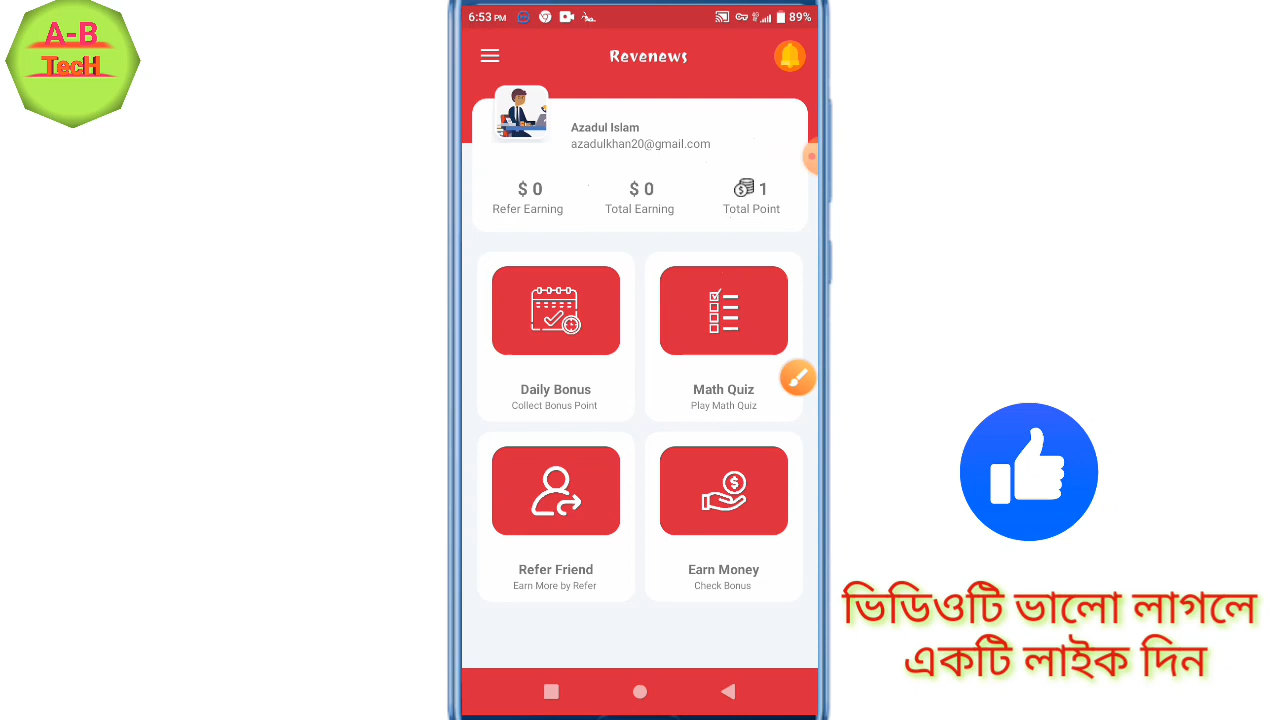 A-B
TecH
6:53 PM
89%
Revenews
Azadul Islam
azadulkhan20@gmail.com
$ 0
$ 0
1
Refer Earning
Total Earning
Total Point
Daily Bonus
Collect Bonus Point
Math Quiz
Play Math Quiz
Refer Friend
Earn More by Refer
Earn Money
Check Bonus
ভিডিওটি ভালো লাগলে
একটি লাইক দিন